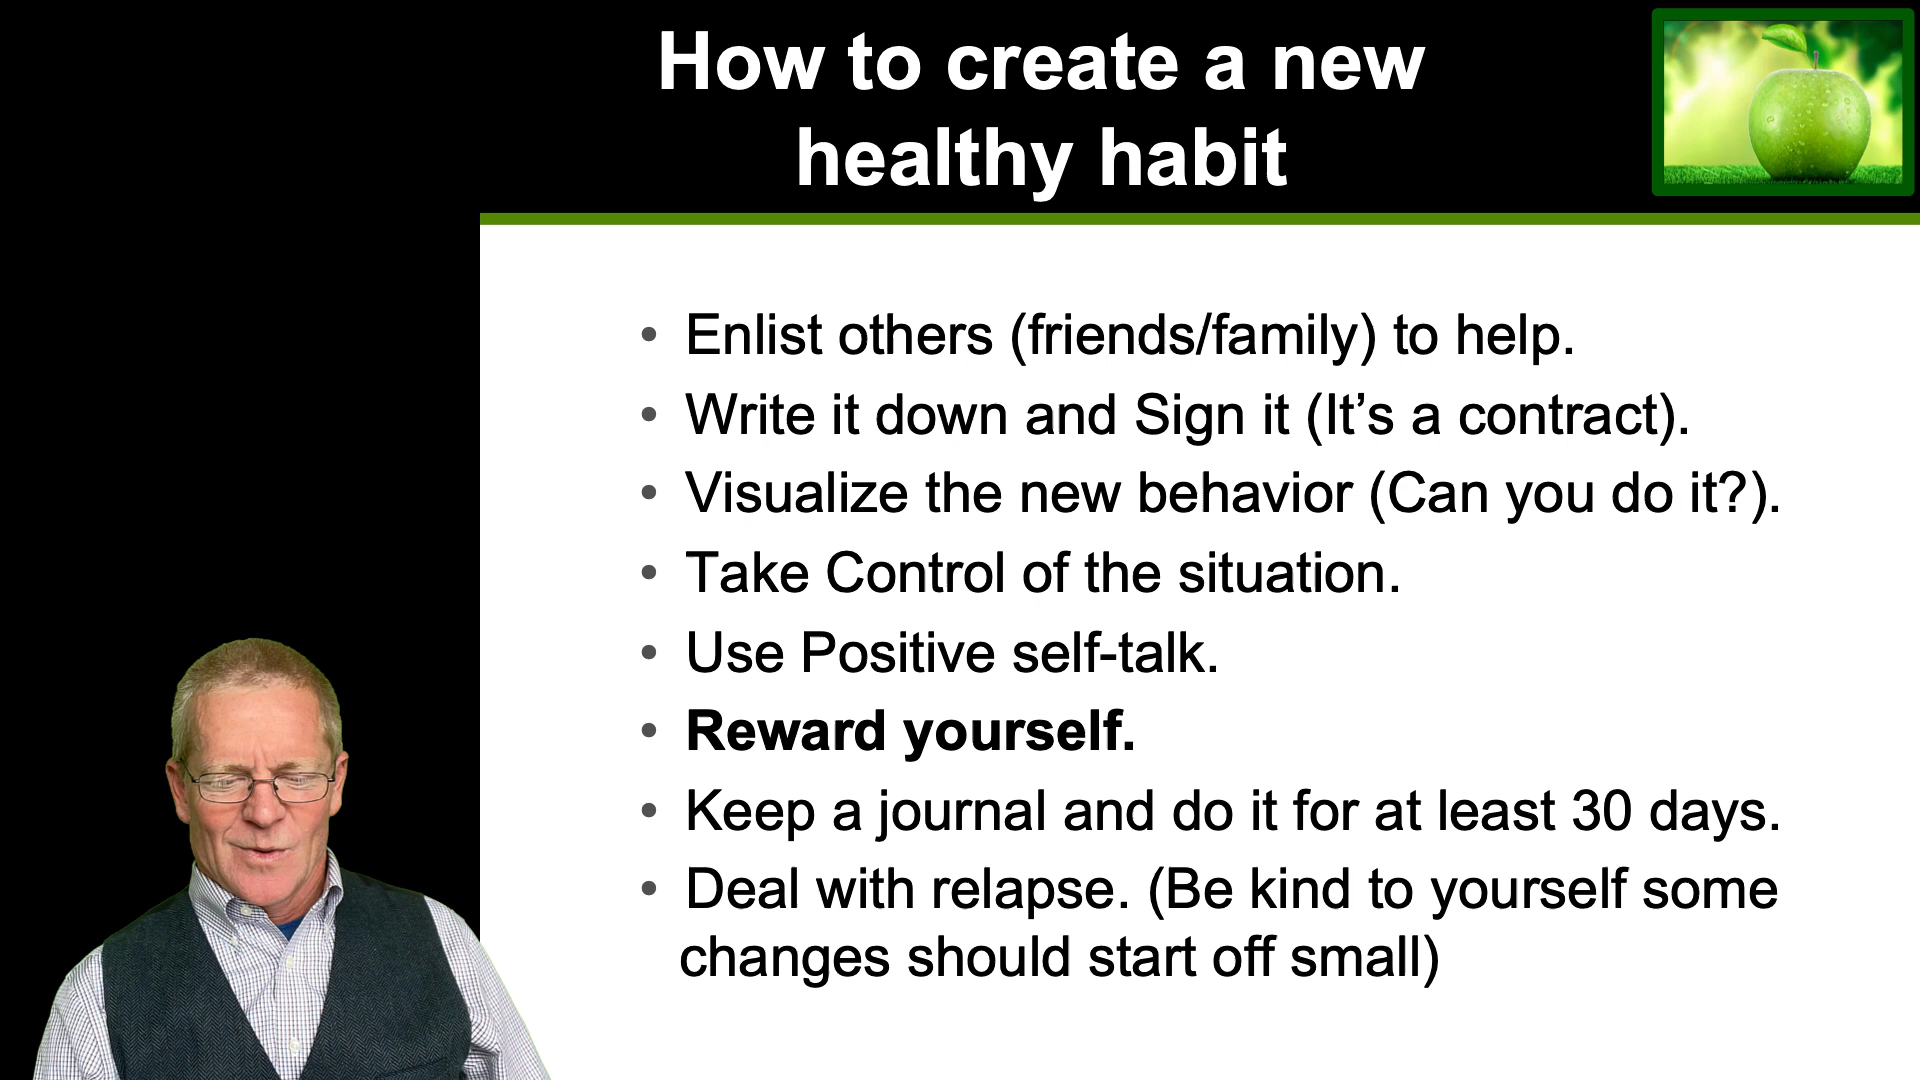 How to create a new
healthy habit
• Enlist others (friends/family) to help.
• Write it down and Sign it (It’s a contract).
• Visualize the new behavior (Can you do it?).
• Take Control of the situation.
• Use Positive self-talk.
• Reward yourself.
• Keep a journal and do it for at least 30 days.
• Deal with relapse. (Be kind to yourself some
changes should start off small)